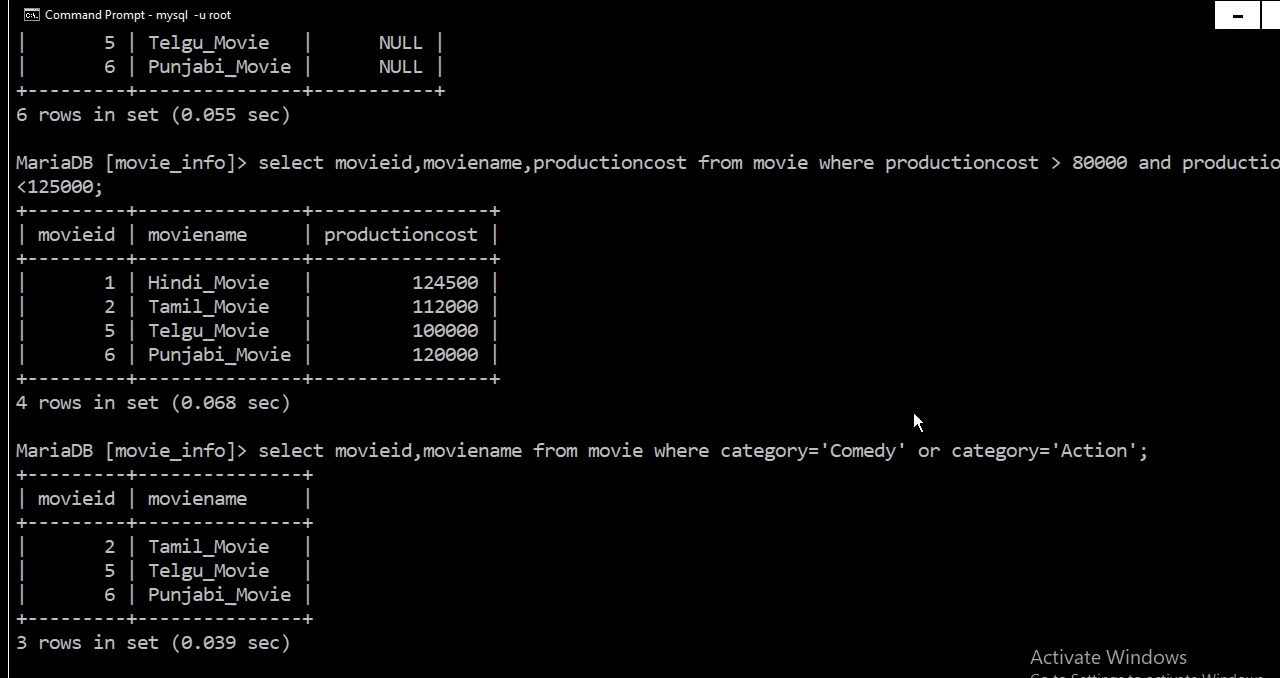 Command Prompt - mysql -u root
|        5 | Telgu_Movie   |      NULL |
|        6 | Punjabi_Movie |      NULL |
+----------+---------------+-----------+
6 rows in set (0.055 sec)
MariaDB [movie_info]> select movieid,moviename,productioncost from movie where productioncost > 80000 and productio
<125000;
+---------+---------------+----------------+
| movieid | moviename     | productioncost |
+---------+---------------+----------------+
|       1 | Hindi_Movie   |         124500 |
|       2 | Tamil_Movie   |         112000 |
|       5 | Telgu_Movie   |         100000 |
|       6 | Punjabi_Movie |         120000 |
+---------+---------------+----------------+
4 rows in set (0.068 sec)
MariaDB [movie_info]> select movieid,moviename from movie where category='Comedy' or category='Action';
+---------+---------------+
| movieid | moviename     |
+---------+---------------+
|       2 | Tamil_Movie   |
|       5 | Telgu_Movie   |
|       6 | Punjabi_Movie |
+---------+---------------+
3 rows in set (0.039 sec)
Activate Windows